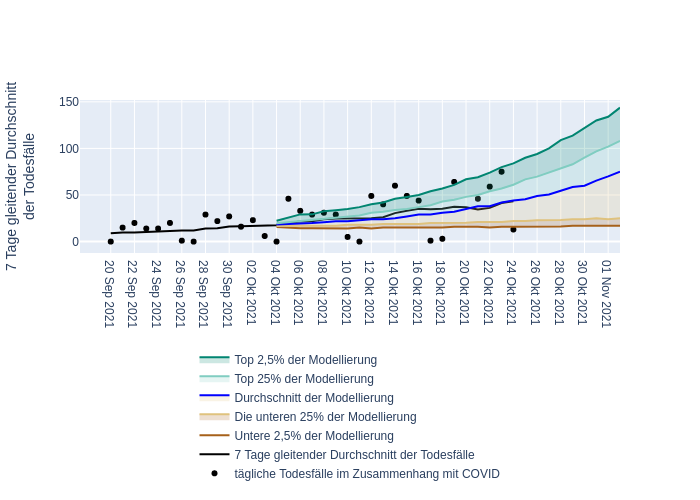 7 Tage gleitender Durchschnitt
der Todesfälle
150
100
50
0
20 Sep 2021
22 Sep 2021
24 Sep 2021
26 Sep 2021
28 Sep 2021
30 Sep 2021
02 Okt 2021
04 Okt 2021
06 Okt 2021
08 Okt 2021
10 Okt 2021
12 Okt 2021
14 Okt 2021
16 Okt 2021
18 Okt 2021
20 Okt 2021
22 Okt 2021
24 Okt 2021
26 Okt 2021
28 Okt 2021
30 Okt 2021
01 Nov 2021
Top 2,5% der Modellierung
Top 25% der Modellierung
Durchschnitt der Modellierung
Die unteren 25% der Modellierung
Untere 2,5% der Modellierung
7 Tage gleitender Durchschnitt der Todesfälle
tägliche Todesfälle im Zusammenhang mit COVID